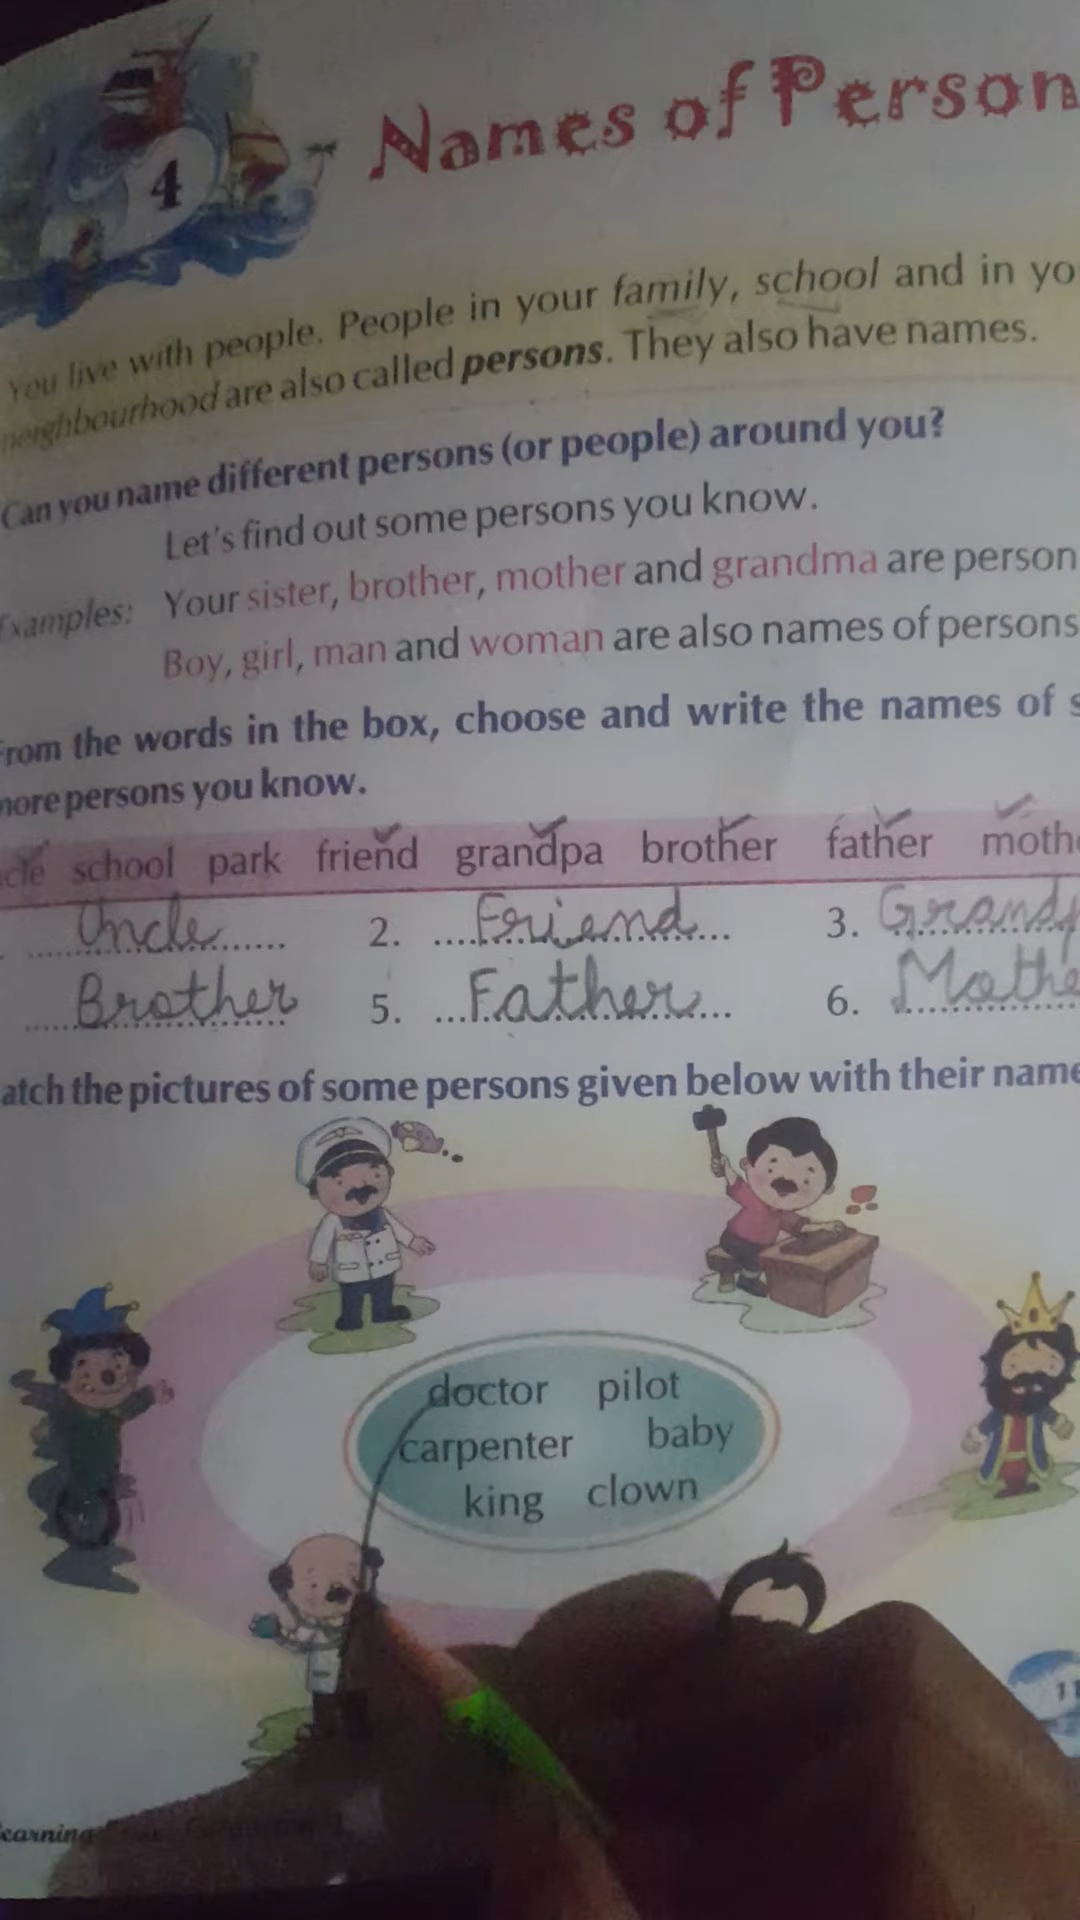 4
Names of Person
You live with people. People in your family, school and in yo
neighbourhood are also called persons. They also have names.
Can you name different persons (or people) around you?
Let's find out some persons you know.
Examples: Your sister, brother, mother and grandma are person
Boy, girl, man and woman are also names of persons
From the words in the box, choose and write the names of s
more persons you know.
cle school park friend grandpa brother father moth
Uncle 2. Friend 3. Grandp
Brother 5. Father 6. Mothe
atch the pictures of some persons given below with their name
doctor pilot
carpenter baby
king clown
11
earning